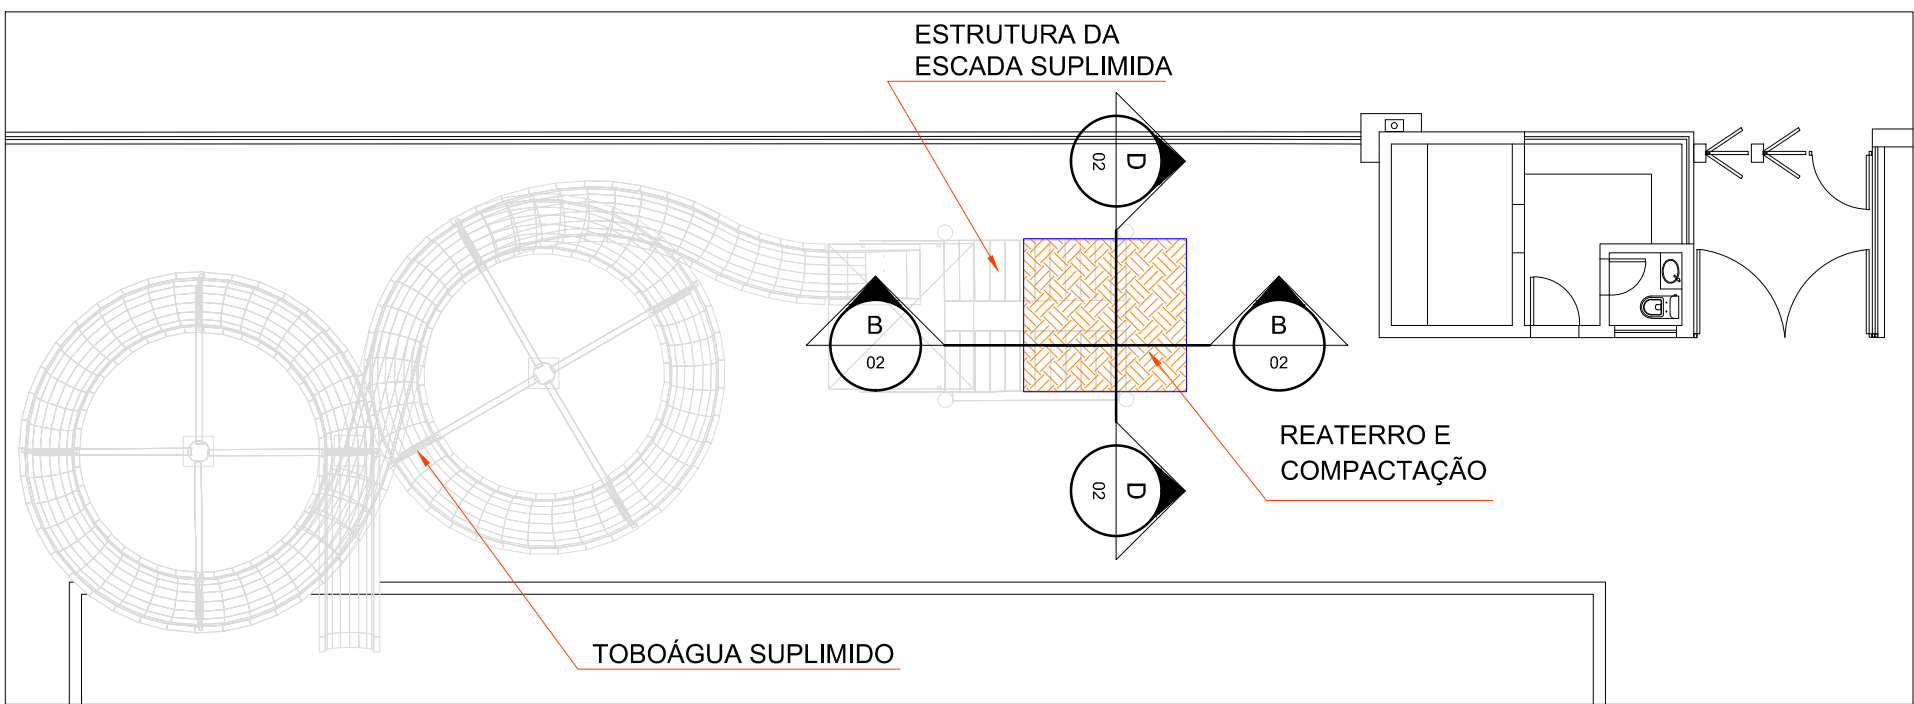 ESTRUTURA DA
ESCADA SUPLIMIDA
D
02
B
02
B
02
REATERRO E
COMPACTAÇÃO
D
02
TOBOÁGUA SUPLIMIDO